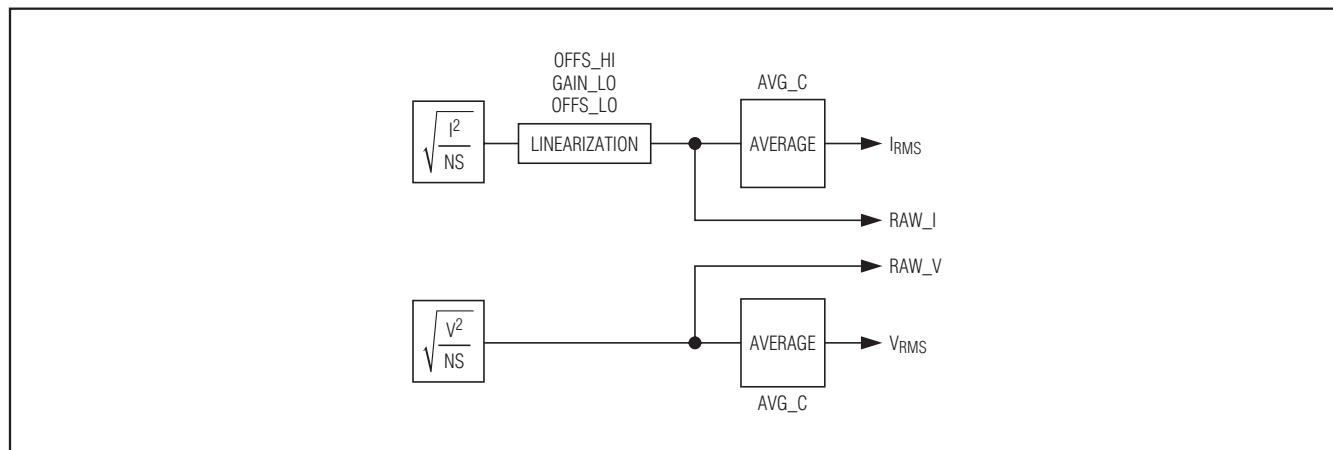 OFFS_HI
GAIN_LO
OFFS_LO
AVG_C
√(I²/NS)
LINEARIZATION
AVERAGE
IRMS
RAW_I
RAW_V
√(V²/NS)
AVERAGE
VRMS
AVG_C